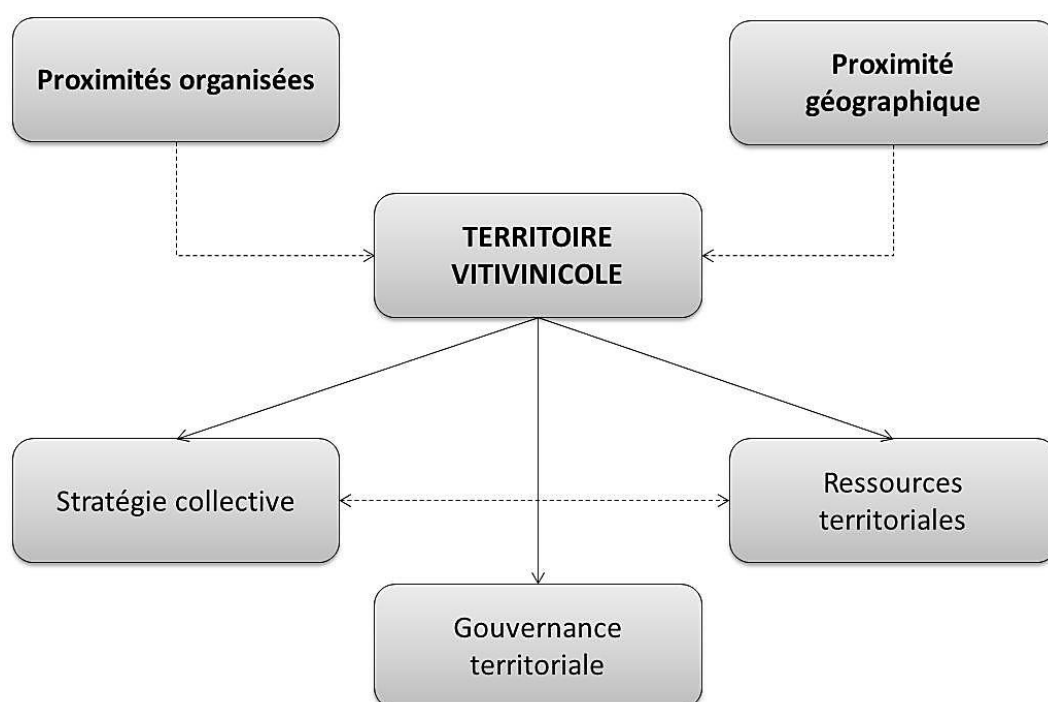 Proximités organisées
Proximité
géographique
TERRITOIRE
VITIVINICOLE
Stratégie collective
Ressources
territoriales
Gouvernance
territoriale